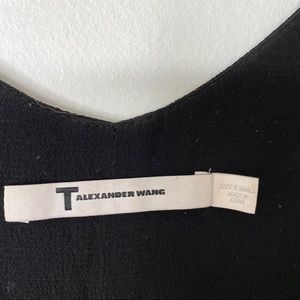 T ALEXANDER WANG
SIZE X SMALL
MADE IN
CHINA